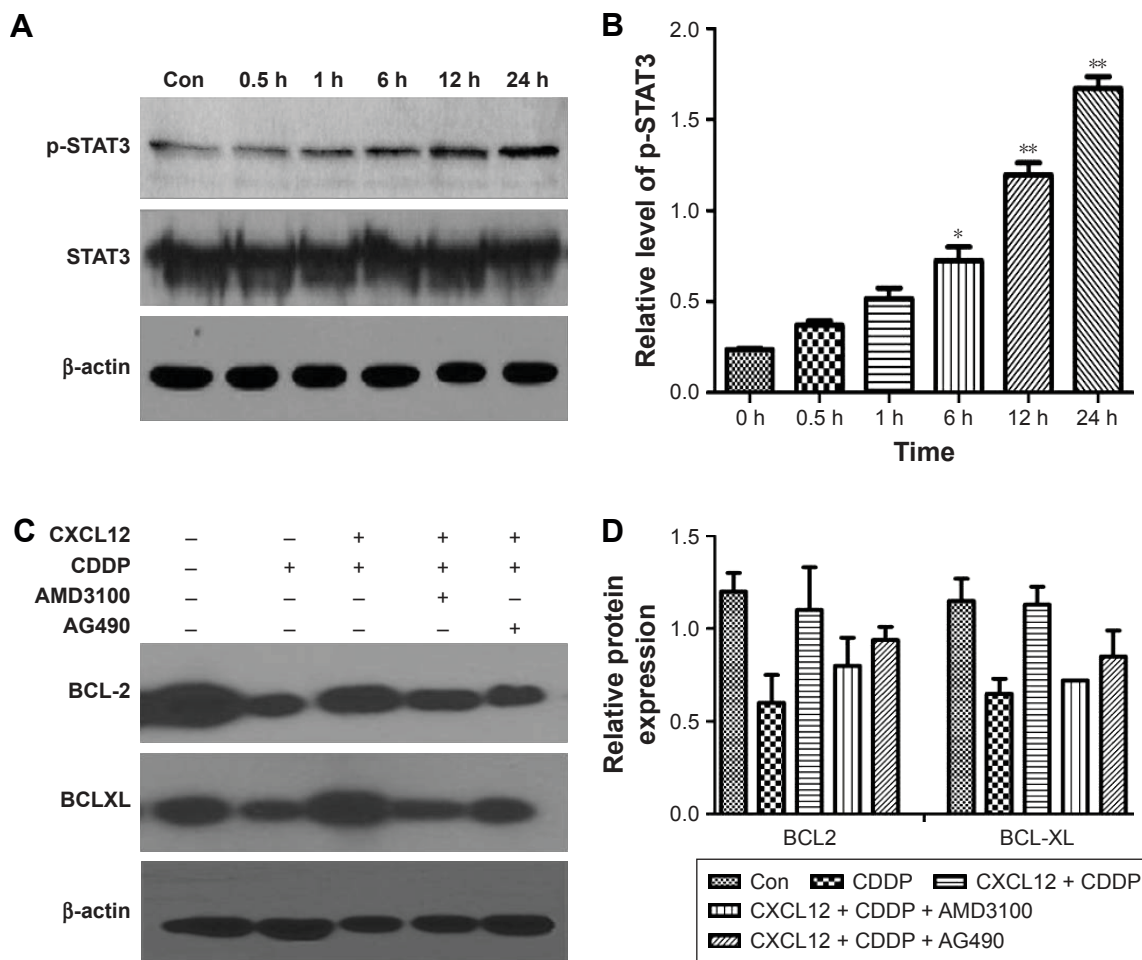 A
Con 0.5 h 1 h 6 h 12 h 24 h
p-STAT3
STAT3
β-actin
B
Relative level of p-STAT3
2.0
1.5
1.0
0.5
0.0
*
**
**
0 h 0.5 h 1 h 6 h 12 h 24 h
Time
C
CXCL12 – – + + +
CDDP – + + + +
AMD3100 – – – + –
AG490 – – – – +
BCL-2
BCLXL
β-actin
D
Relative protein
expression
1.5
1.0
0.5
0.0
BCL2 BCL-XL
Con CDDP CXCL12 + CDDP
CXCL12 + CDDP + AMD3100
CXCL12 + CDDP + AG490